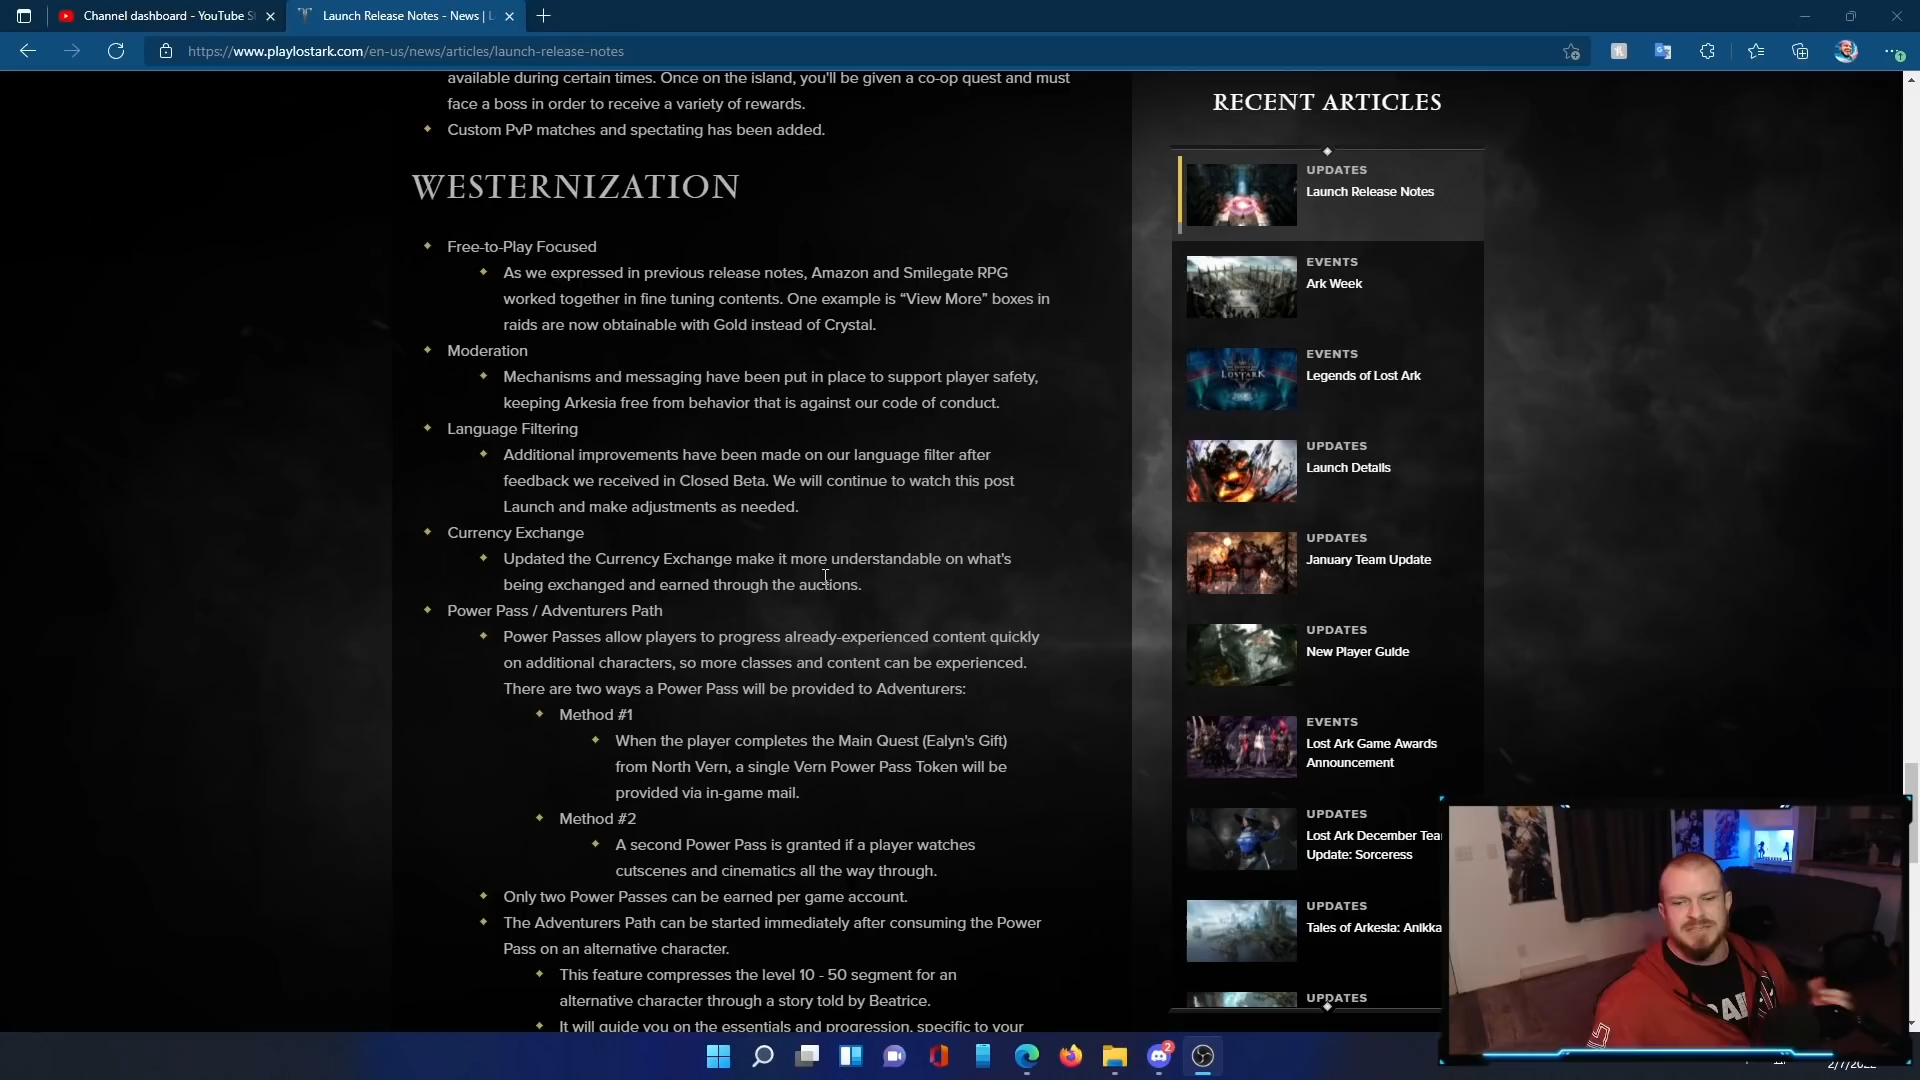 Channel dashboard - YouTube St
Launch Release Notes - News | L
https://www.playlostark.com/en-us/news/articles/launch-release-notes
available during certain times. Once on the island, you'll be given a co-op quest and must
face a boss in order to receive a variety of rewards.
Custom PvP matches and spectating has been added.
WESTERNIZATION
Free-to-Play Focused
As we expressed in previous release notes, Amazon and Smilegate RPG
worked together in fine tuning contents. One example is “View More” boxes in
raids are now obtainable with Gold instead of Crystal.
Moderation
Mechanisms and messaging have been put in place to support player safety,
keeping Arkesia free from behavior that is against our code of conduct.
Language Filtering
Additional improvements have been made on our language filter after
feedback we received in Closed Beta. We will continue to watch this post
Launch and make adjustments as needed.
Currency Exchange
Updated the Currency Exchange make it more understandable on what's
being exchanged and earned through the auctions.
Power Pass / Adventurers Path
Power Passes allow players to progress already-experienced content quickly
on additional characters, so more classes and content can be experienced.
There are two ways a Power Pass will be provided to Adventurers:
Method #1
When the player completes the Main Quest (Ealyn's Gift)
from North Vern, a single Vern Power Pass Token will be
provided via in-game mail.
Method #2
A second Power Pass is granted if a player watches
cutscenes and cinematics all the way through.
Only two Power Passes can be earned per game account.
The Adventurers Path can be started immediately after consuming the Power
Pass on an alternative character.
This feature compresses the level 10 - 50 segment for an
alternative character through a story told by Beatrice.
It will guide you on the essentials and progression, specific to your
RECENT ARTICLES
UPDATES
Launch Release Notes
EVENTS
Ark Week
EVENTS
Legends of Lost Ark
LOST ARK
UPDATES
Launch Details
UPDATES
January Team Update
UPDATES
New Player Guide
EVENTS
Lost Ark Game Awards
Announcement
UPDATES
Lost Ark December Tea
Update: Sorceress
UPDATES
Tales of Arkesia: Anikka
UPDATES
2